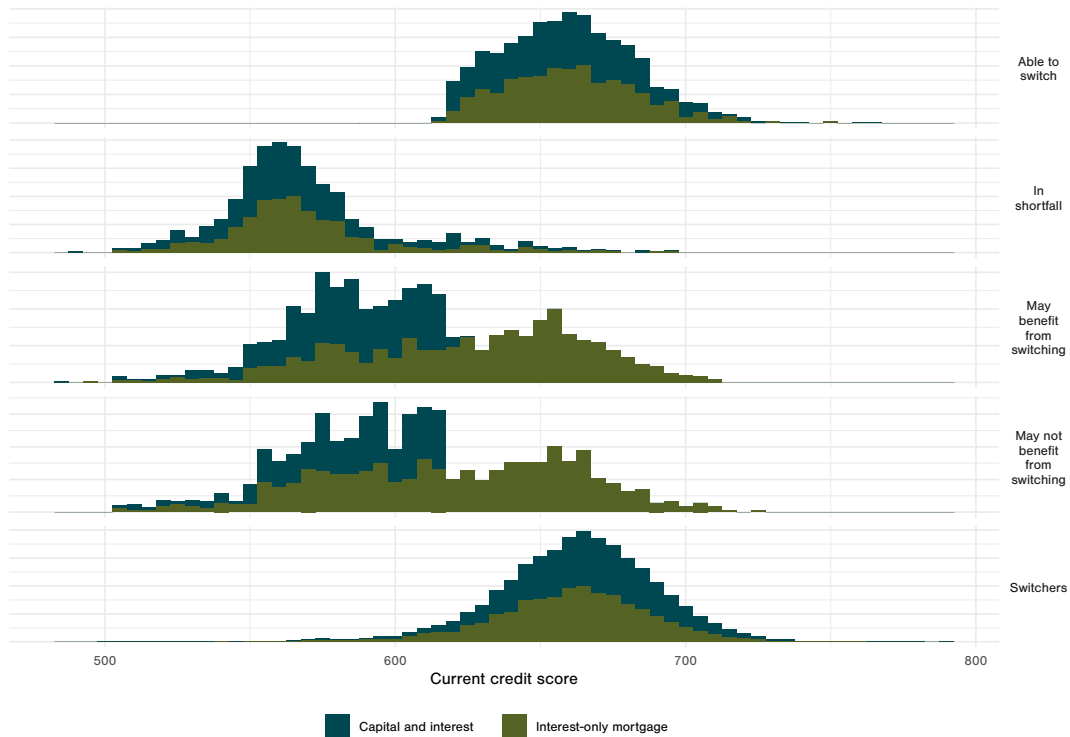 Able to
switch
In
shortfall
May
benefit
from
switching
May not
benefit
from
switching
Switchers
500
600
700
800
Current credit score
Capital and interest
Interest-only mortgage